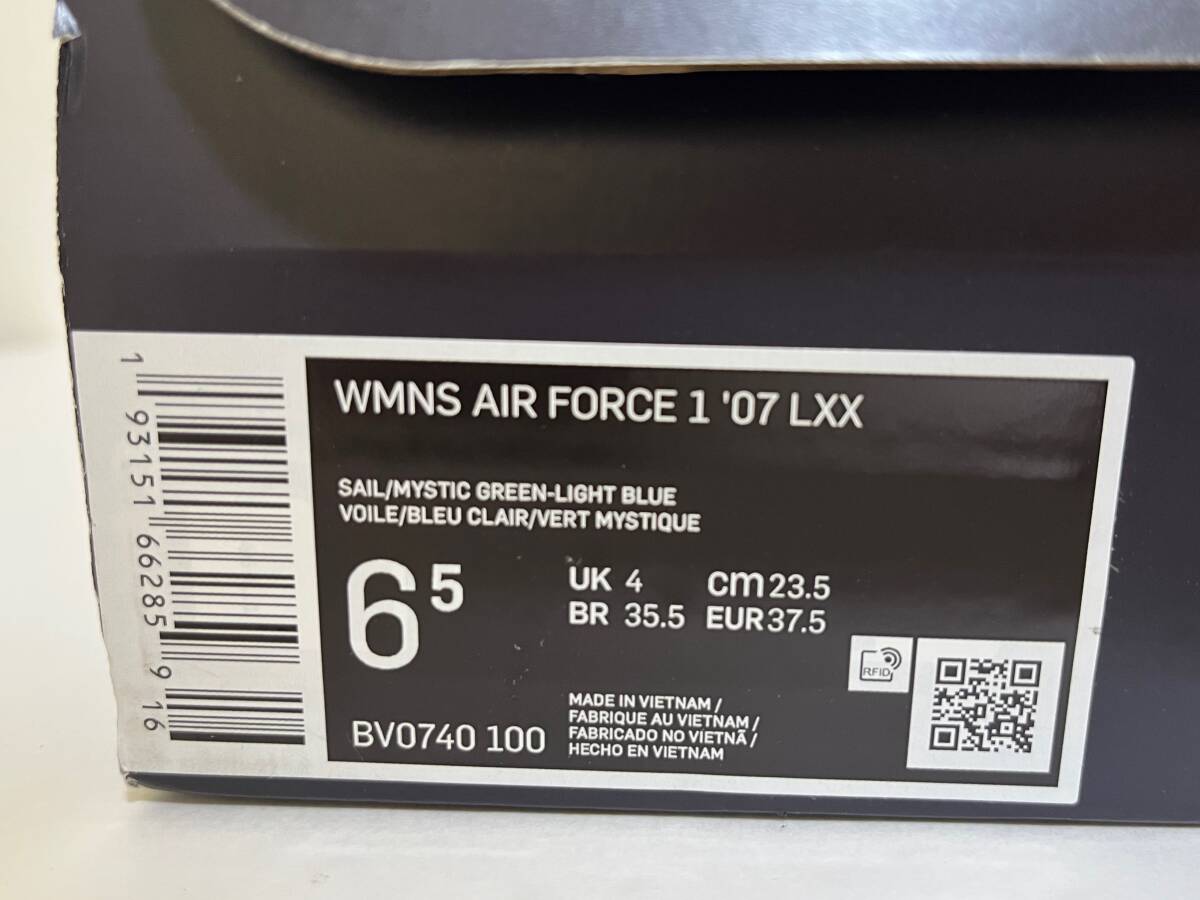 WMNS AIR FORCE 1 '07 LXX
SAIL/MYSTIC GREEN-LIGHT BLUE
VOILE/BLEU CLAIR/VERT MYSTIQUE
6 5
UK 4 cm 23.5
BR 35.5 EUR 37.5
RFID
BV0740 100
MADE IN VIETNAM /
FABRIQUE AU VIETNAM /
FABRICADO NO VIETNÃ /
HECHO EN VIETNAM
1 93151 66285 9 16